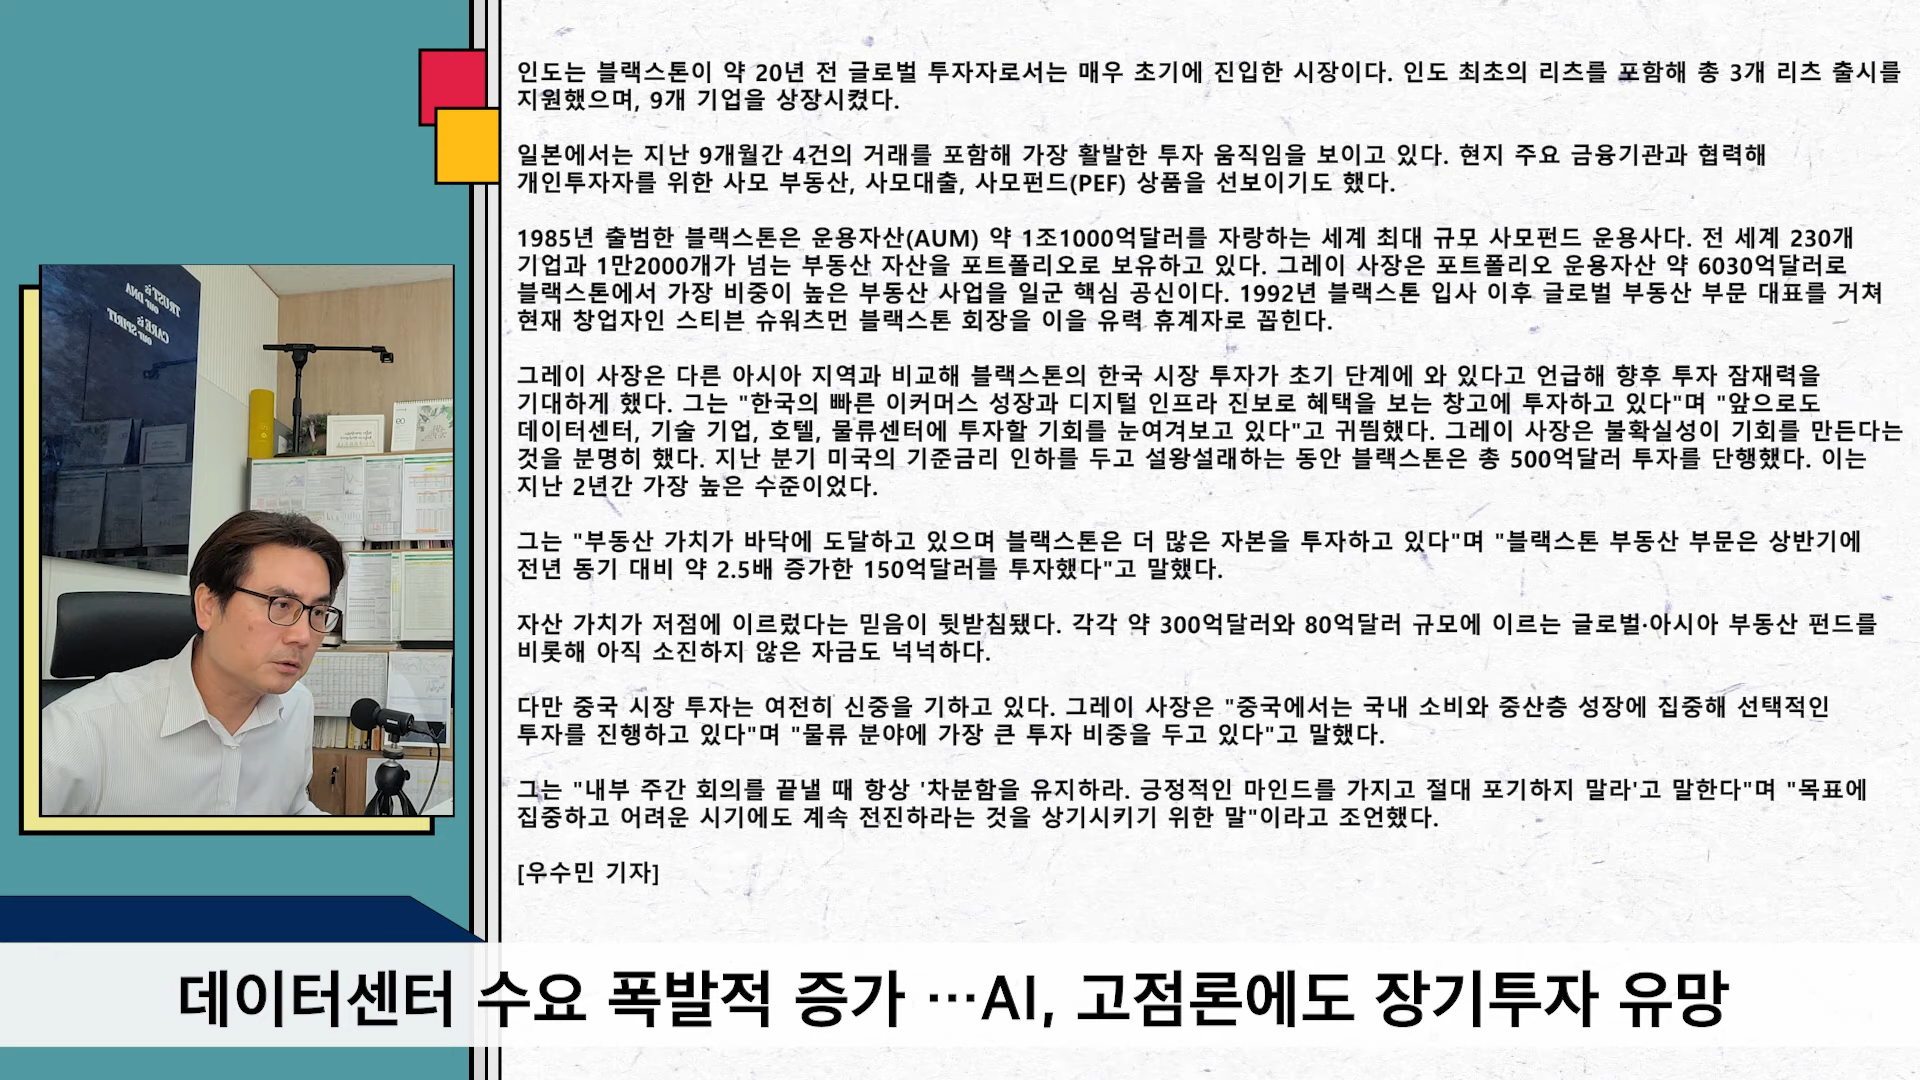 인도는 블랙스톤이 약 20년 전 글로벌 투자자로서는 매우 초기에 진입한 시장이다. 인도 최초의 리츠를 포함해 총 3개 리츠 출시를
지원했으며, 9개 기업을 상장시켰다.
일본에서는 지난 9개월간 4건의 거래를 포함해 가장 활발한 투자 움직임을 보이고 있다. 현지 주요 금융기관과 협력해
개인투자자를 위한 사모 부동산, 사모대출, 사모펀드(PEF) 상품을 선보이기도 했다.
1985년 출범한 블랙스톤은 운용자산(AUM) 약 1조1000억달러를 자랑하는 세계 최대 규모 사모펀드 운용사다. 전 세계 230개
기업과 1만2000개가 넘는 부동산 자산을 포트폴리오로 보유하고 있다. 그레이 사장은 포트폴리오 운용자산 약 6030억달러로
블랙스톤에서 가장 비중이 높은 부동산 사업을 일군 핵심 공신이다. 1992년 블랙스톤 입사 이후 글로벌 부동산 부문 대표를 거쳐
현재 창업자인 스티븐 슈워츠먼 블랙스톤 회장을 이을 유력 휴계자로 꼽힌다.
그레이 사장은 다른 아시아 지역과 비교해 블랙스톤의 한국 시장 투자가 초기 단계에 와 있다고 언급해 향후 투자 잠재력을
기대하게 했다. 그는 "한국의 빠른 이커머스 성장과 디지털 인프라 진보로 혜택을 보는 창고에 투자하고 있다"며 "앞으로도
데이터센터, 기술 기업, 호텔, 물류센터에 투자할 기회를 눈여겨보고 있다"고 귀띔했다. 그레이 사장은 불확실성이 기회를 만든다는
것을 분명히 했다. 지난 분기 미국의 기준금리 인하를 두고 설왕설래하는 동안 블랙스톤은 총 500억달러 투자를 단행했다. 이는
지난 2년간 가장 높은 수준이었다.
그는 "부동산 가치가 바닥에 도달하고 있으며 블랙스톤은 더 많은 자본을 투자하고 있다"며 "블랙스톤 부동산 부문은 상반기에
전년 동기 대비 약 2.5배 증가한 150억달러를 투자했다"고 말했다.
자산 가치가 저점에 이르렀다는 믿음이 뒷받침됐다. 각각 약 300억달러와 80억달러 규모에 이르는 글로벌·아시아 부동산 펀드를
비롯해 아직 소진하지 않은 자금도 넉넉하다.
다만 중국 시장 투자는 여전히 신중을 기하고 있다. 그레이 사장은 "중국에서는 국내 소비와 중산층 성장에 집중해 선택적인
투자를 진행하고 있다"며 "물류 분야에 가장 큰 투자 비중을 두고 있다"고 말했다.
그는 "내부 주간 회의를 끝낼 때 항상 '차분함을 유지하라. 긍정적인 마인드를 가지고 절대 포기하지 말라'고 말한다"며 "목표에
집중하고 어려운 시기에도 계속 전진하라는 것을 상기시키기 위한 말"이라고 조언했다.
[우수민 기자]
TRUST is
our DNA
CARE is
our SPIRIT
데이터센터 수요 폭발적 증가 …AI, 고점론에도 장기투자 유망